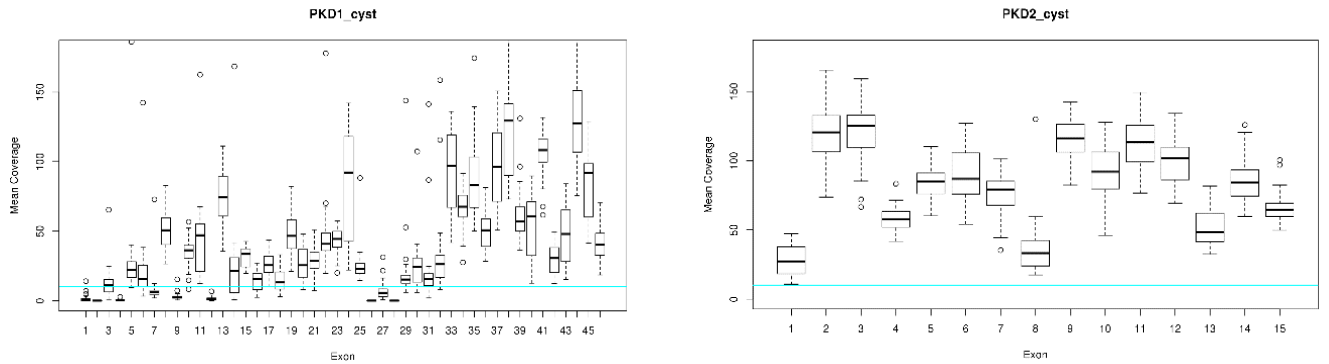 PKD1_cyst
Mean Coverage
150
100
50
0
1 3 5 7 9 11 13 15 17 19 21 23 25 27 29 31 33 35 37 39 41 43 45
Exon
PKD2_cyst
Mean Coverage
150
100
50
0
1 2 3 4 5 6 7 8 9 10 11 12 13 14 15
Exon